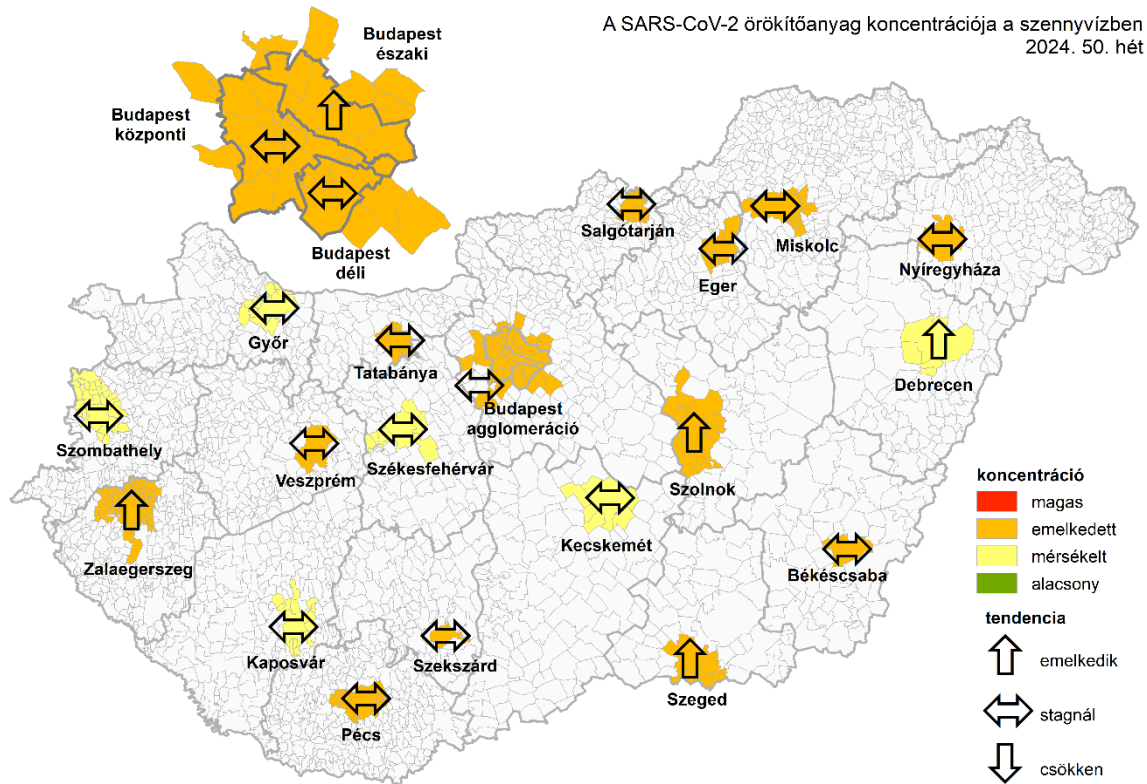 A SARS-CoV-2 örökítőanyag koncentrációja a szennyvízben
2024. 50. hét
Budapest
északi
Budapest
központi
Budapest
déli
Salgótarján
Miskolc
Eger
Nyíregyháza
Győr
Tatabánya
Debrecen
Budapest
agglomeráció
Szombathely
Székesfehérvár
Veszprém
Szolnok
Kecskemét
Zalaegerszeg
Békéscsaba
Kaposvár
Szekszárd
Szeged
Pécs
koncentráció
magas
emelkedett
mérsékelt
alacsony
tendencia
emelkedik
stagnál
csökken